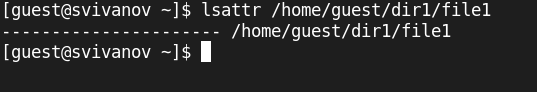 [guest@svivanov ~]$ lsattr /home/guest/dir1/file1
---------------------- /home/guest/dir1/file1
[guest@svivanov ~]$